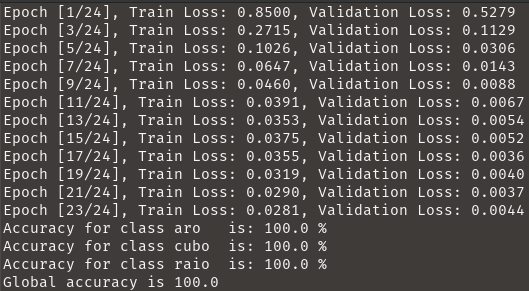 Epoch [1/24], Train Loss: 0.8500, Validation Loss: 0.5279
Epoch [3/24], Train Loss: 0.2715, Validation Loss: 0.1129
Epoch [5/24], Train Loss: 0.1026, Validation Loss: 0.0306
Epoch [7/24], Train Loss: 0.0647, Validation Loss: 0.0143
Epoch [9/24], Train Loss: 0.0460, Validation Loss: 0.0088
Epoch [11/24], Train Loss: 0.0391, Validation Loss: 0.0067
Epoch [13/24], Train Loss: 0.0353, Validation Loss: 0.0054
Epoch [15/24], Train Loss: 0.0375, Validation Loss: 0.0052
Epoch [17/24], Train Loss: 0.0355, Validation Loss: 0.0036
Epoch [19/24], Train Loss: 0.0319, Validation Loss: 0.0040
Epoch [21/24], Train Loss: 0.0290, Validation Loss: 0.0037
Epoch [23/24], Train Loss: 0.0281, Validation Loss: 0.0044
Accuracy for class aro   is: 100.0 %
Accuracy for class cubo  is: 100.0 %
Accuracy for class raio  is: 100.0 %
Global accuracy is 100.0